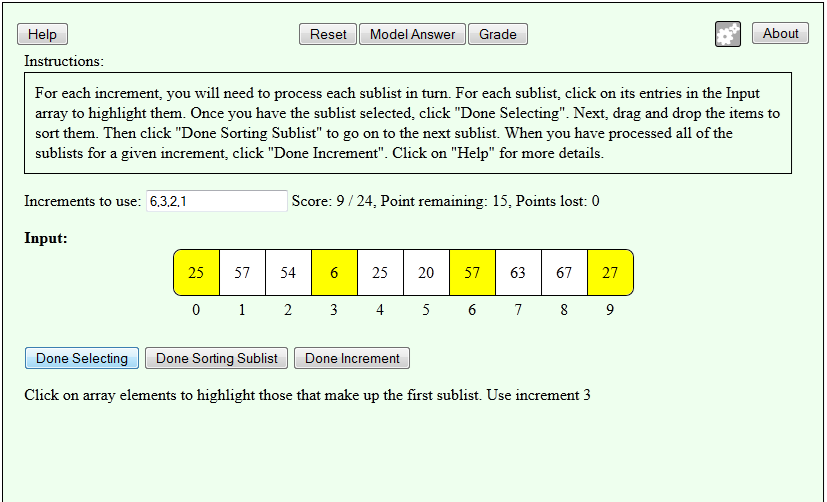 Help Reset Model Answer Grade About
Instructions:
For each increment, you will need to process each sublist in turn. For each sublist, click on its entries in the Input
array to highlight them. Once you have the sublist selected, click "Done Selecting". Next, drag and drop the items to
sort them. Then click "Done Sorting Sublist" to go on to the next sublist. When you have processed all of the
sublists for a given increment, click "Done Increment". Click on "Help" for more details.
Increments to use: 6,3,2,1 Score: 9 / 24, Point remaining: 15, Points lost: 0
Input:
25 57 54 6 25 20 57 63 67 27
0 1 2 3 4 5 6 7 8 9
Done Selecting Done Sorting Sublist Done Increment
Click on array elements to highlight those that make up the first sublist. Use increment 3